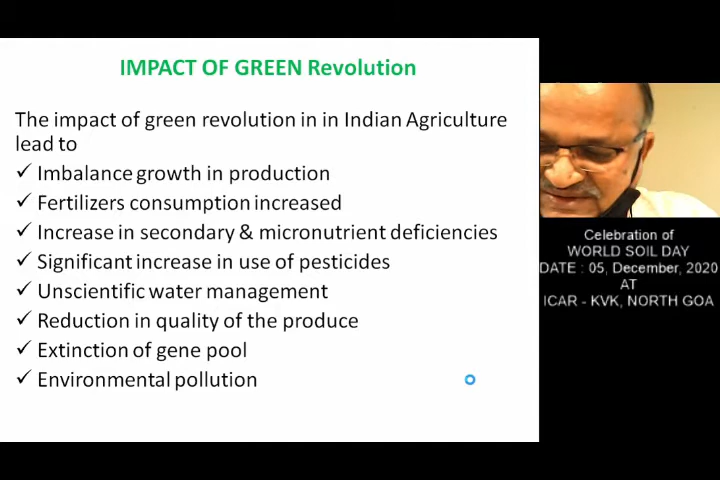 IMPACT OF GREEN Revolution
The impact of green revolution in in Indian Agriculture
lead to
✓ Imbalance growth in production
✓ Fertilizers consumption increased
✓ Increase in secondary & micronutrient deficiencies
✓ Significant increase in use of pesticides
✓ Unscientific water management
✓ Reduction in quality of the produce
✓ Extinction of gene pool
✓ Environmental pollution
Celebration of
WORLD SOIL DAY
DATE : 05, December, 2020
AT
ICAR - KVK, NORTH GOA